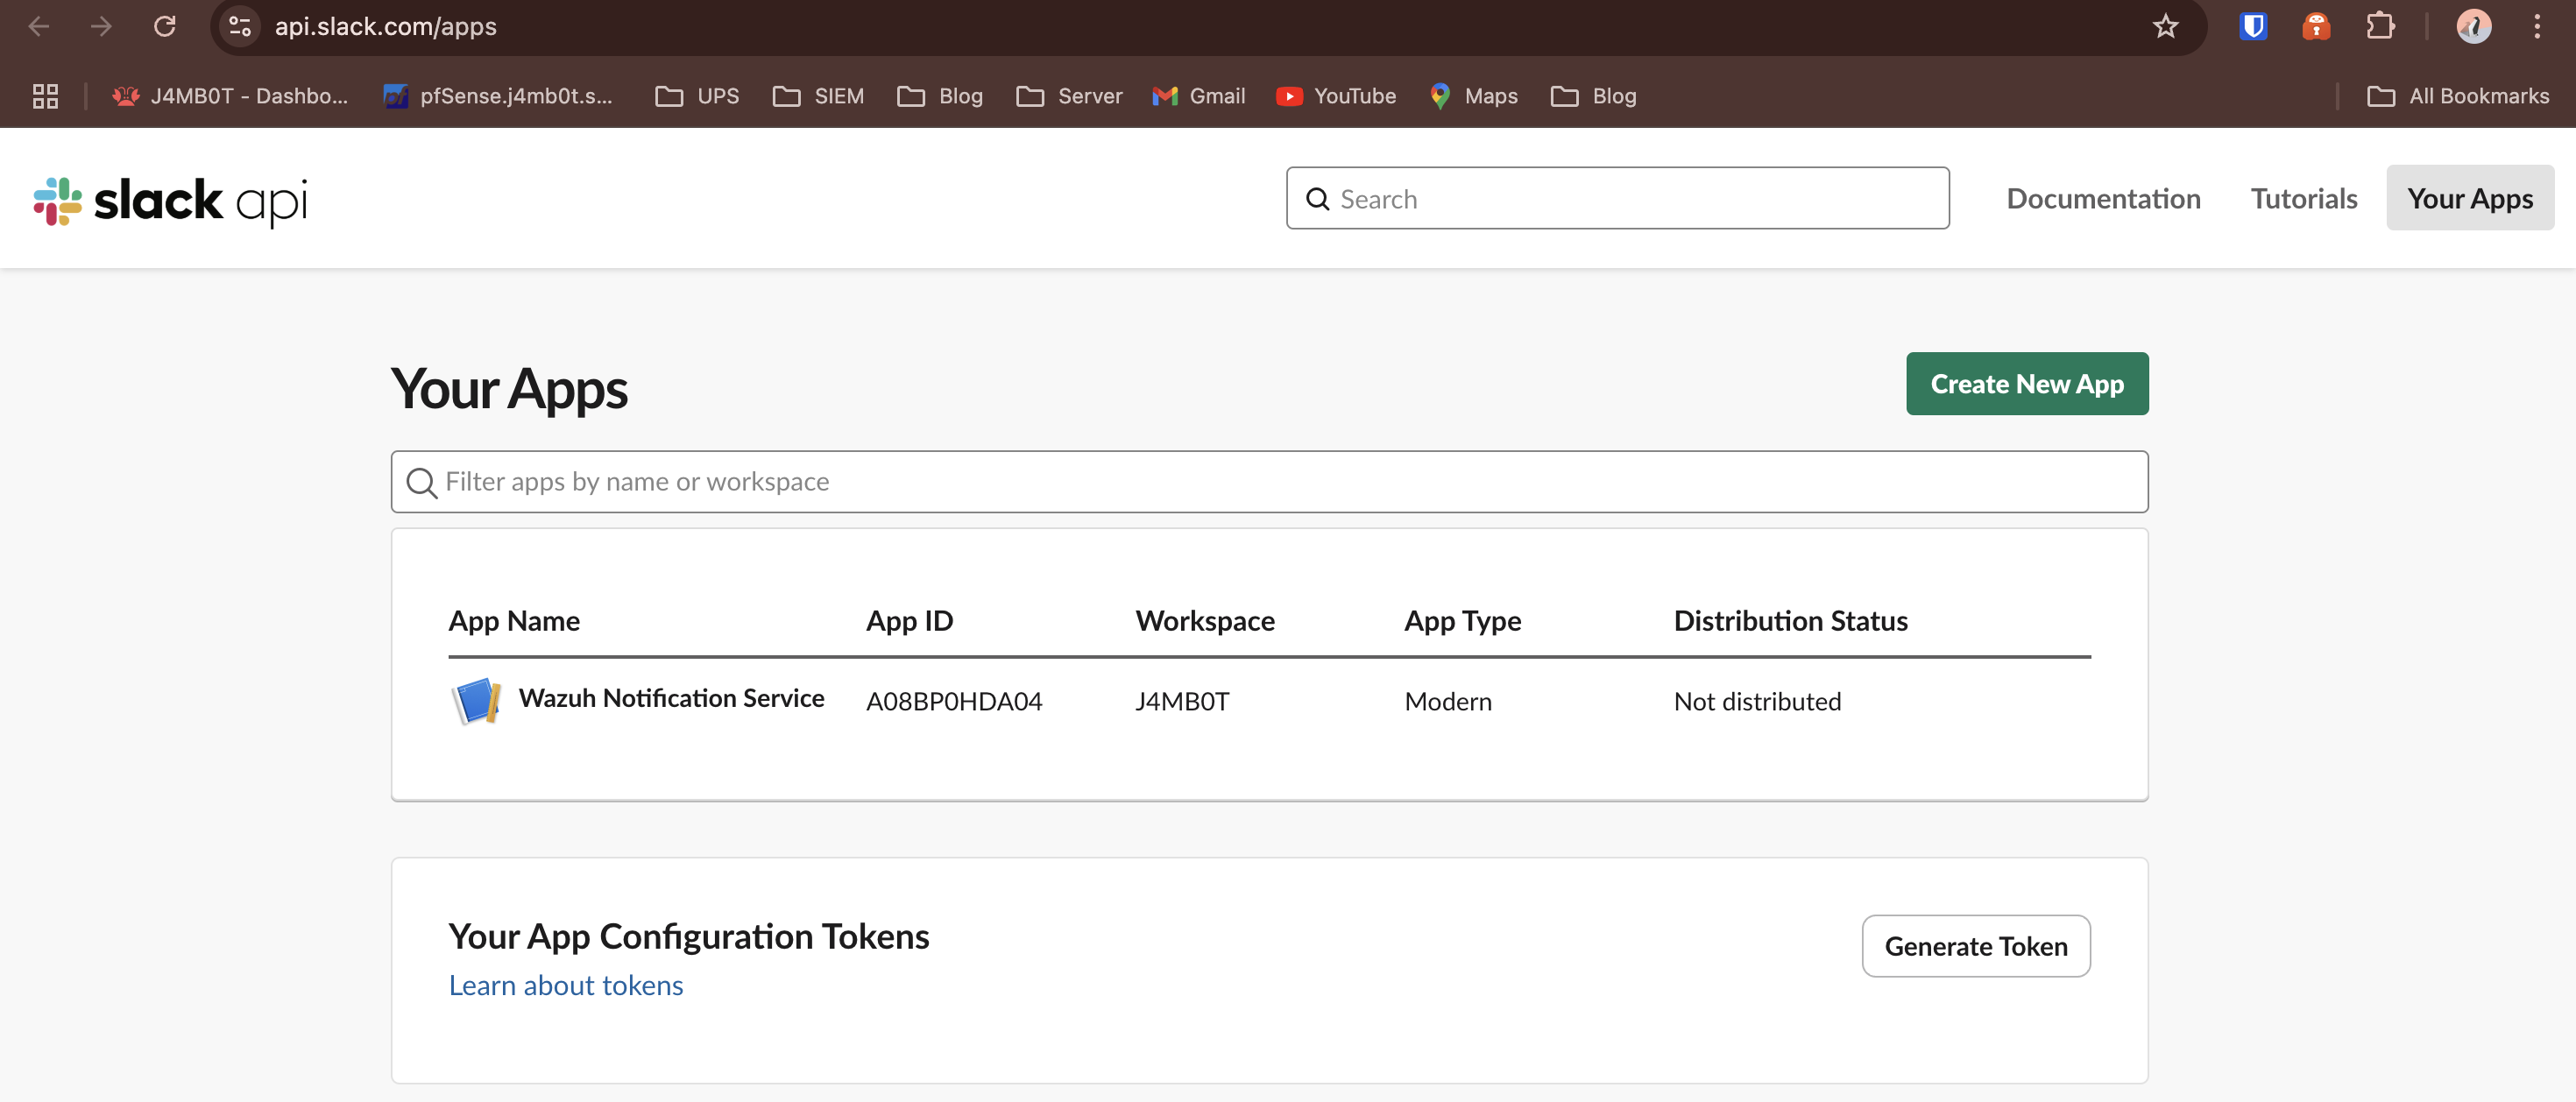 api.slack.com/apps
J4MB0T - Dashbo... pfSense.j4mb0t.s... UPS SIEM Blog Server Gmail YouTube Maps Blog All Bookmarks
slack api Search Documentation Tutorials Your Apps
Your Apps Create New App
Filter apps by name or workspace
App Name App ID Workspace App Type Distribution Status
Wazuh Notification Service A08BP0HDA04 J4MB0T Modern Not distributed
Your App Configuration Tokens Generate Token
Learn about tokens